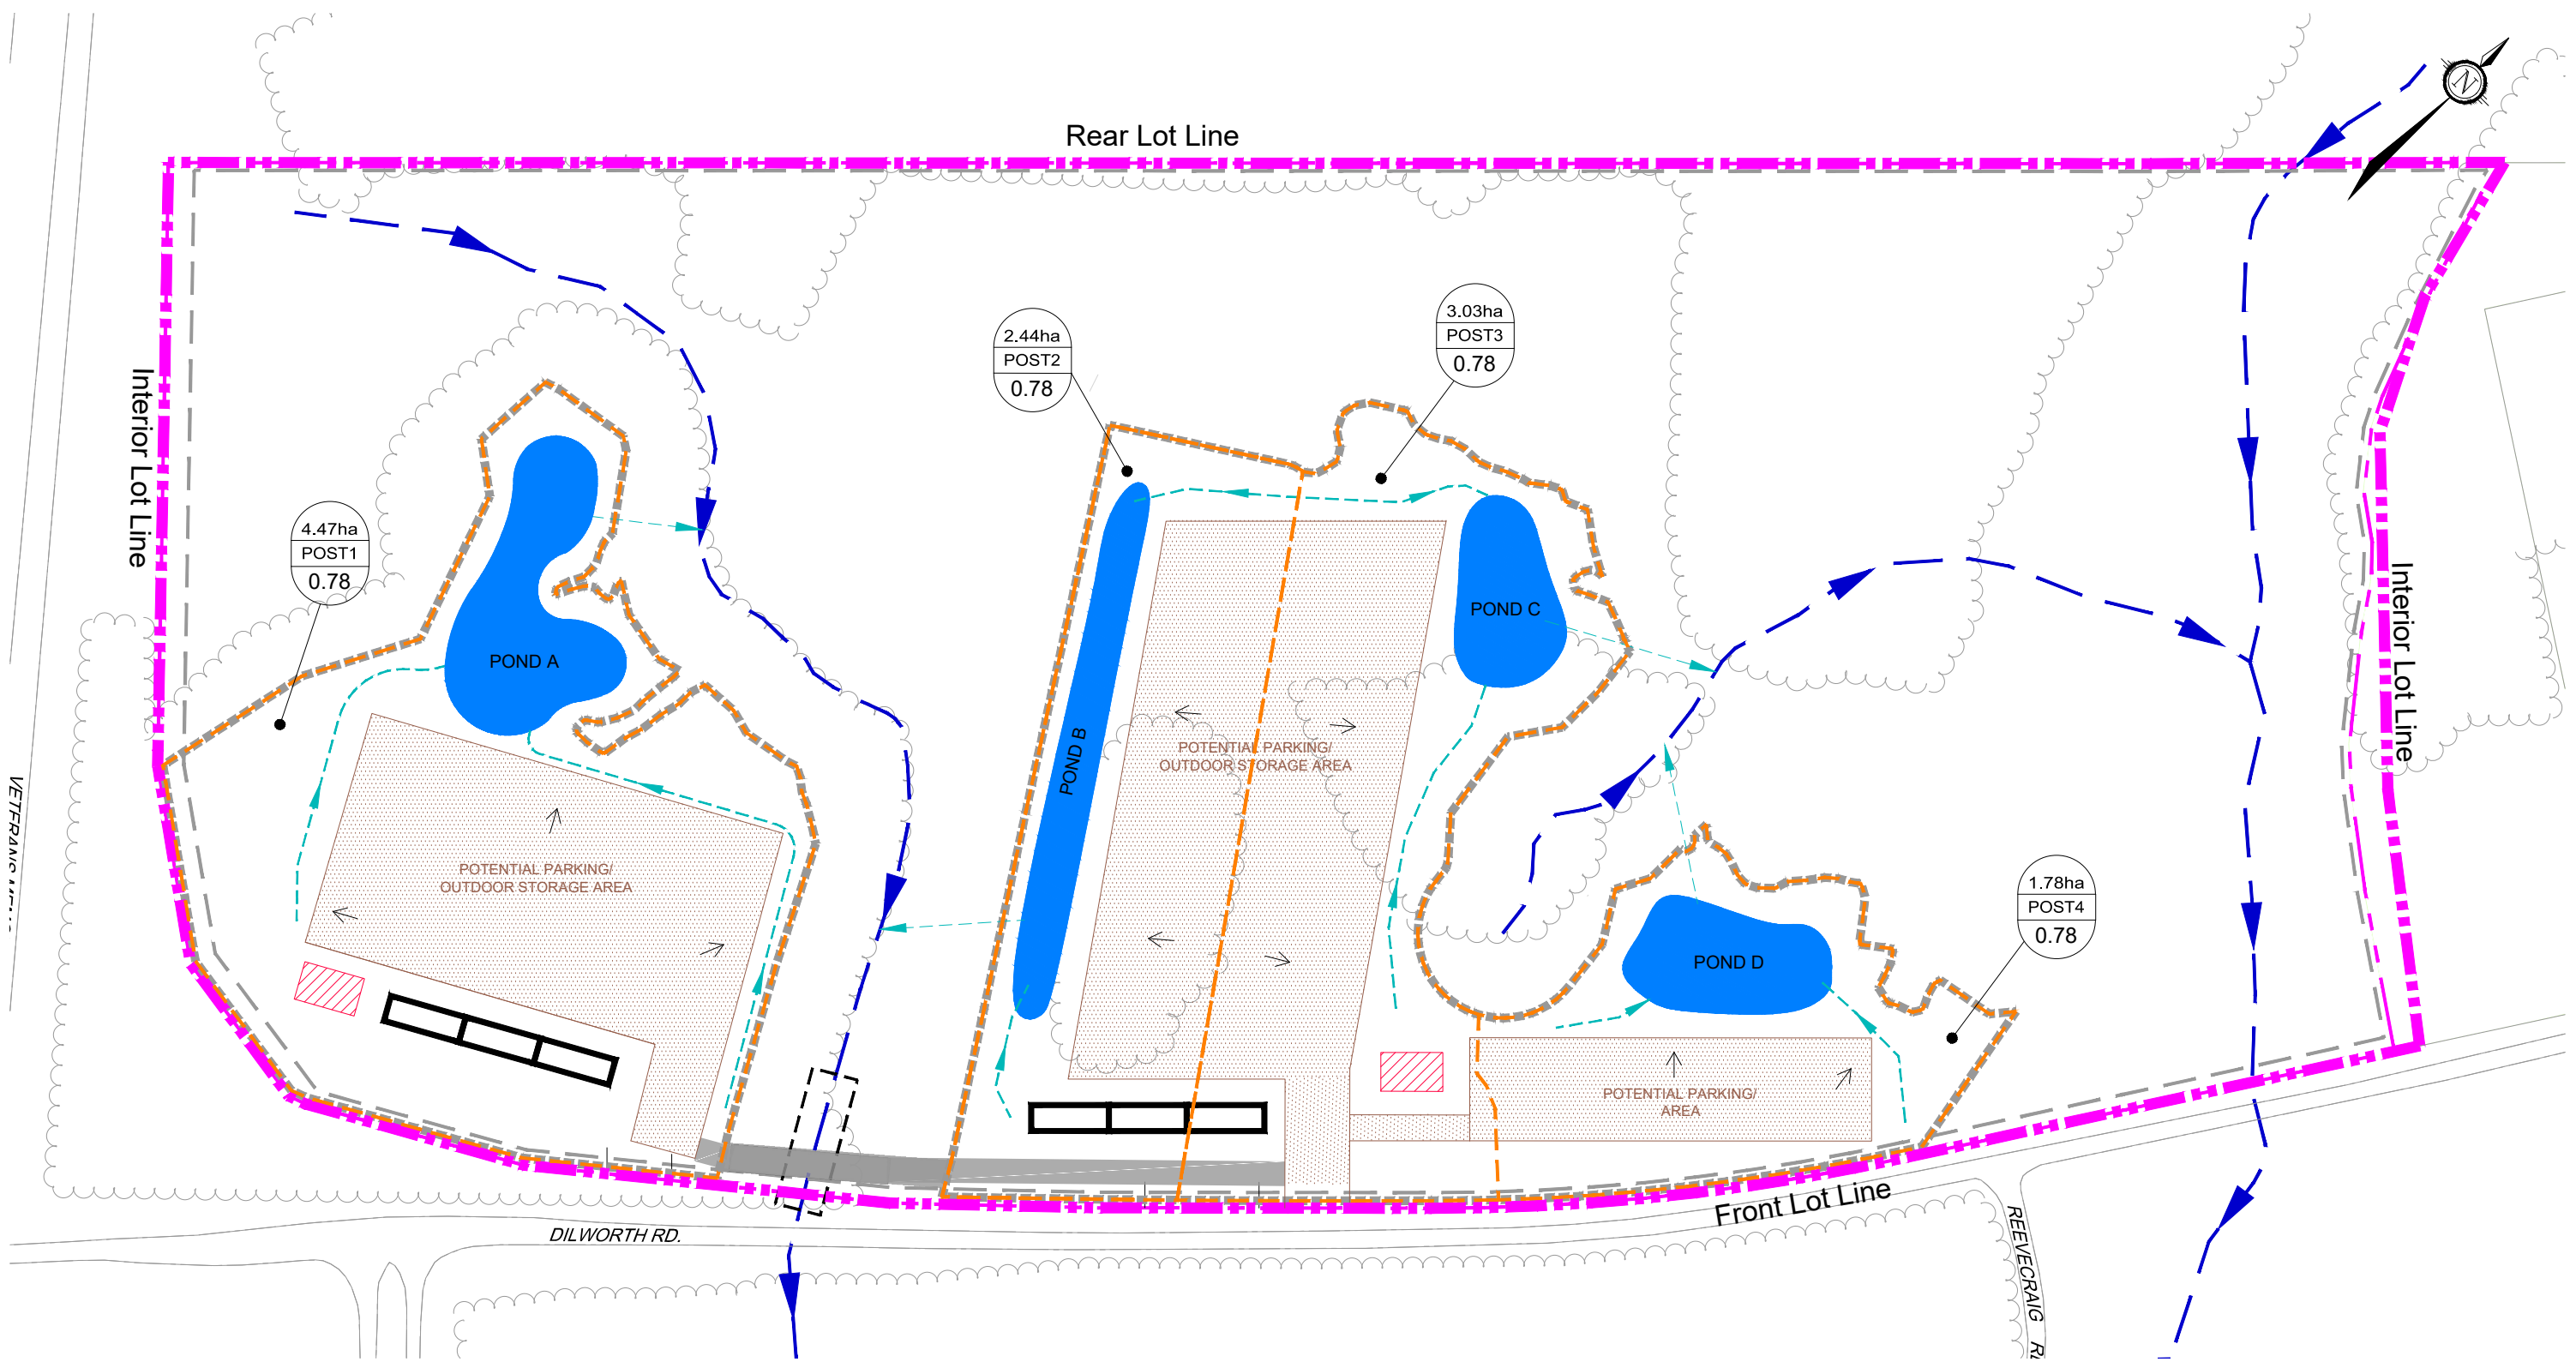 Rear Lot Line
N
3.03ha
POST3
0.78
2.44ha
POST2
0.78
Interior Lot Line
4.47ha
POST1
0.78
POND A
POND C
Interior Lot Line
POND B
POTENTIAL PARKING/
OUTDOOR STORAGE AREA
POTENTIAL PARKING/
OUTDOOR STORAGE AREA
1.78ha
POST4
0.78
POND D
POTENTIAL PARKING/
AREA
Front Lot Line
DILWORTH RD.
REEVECRAIG